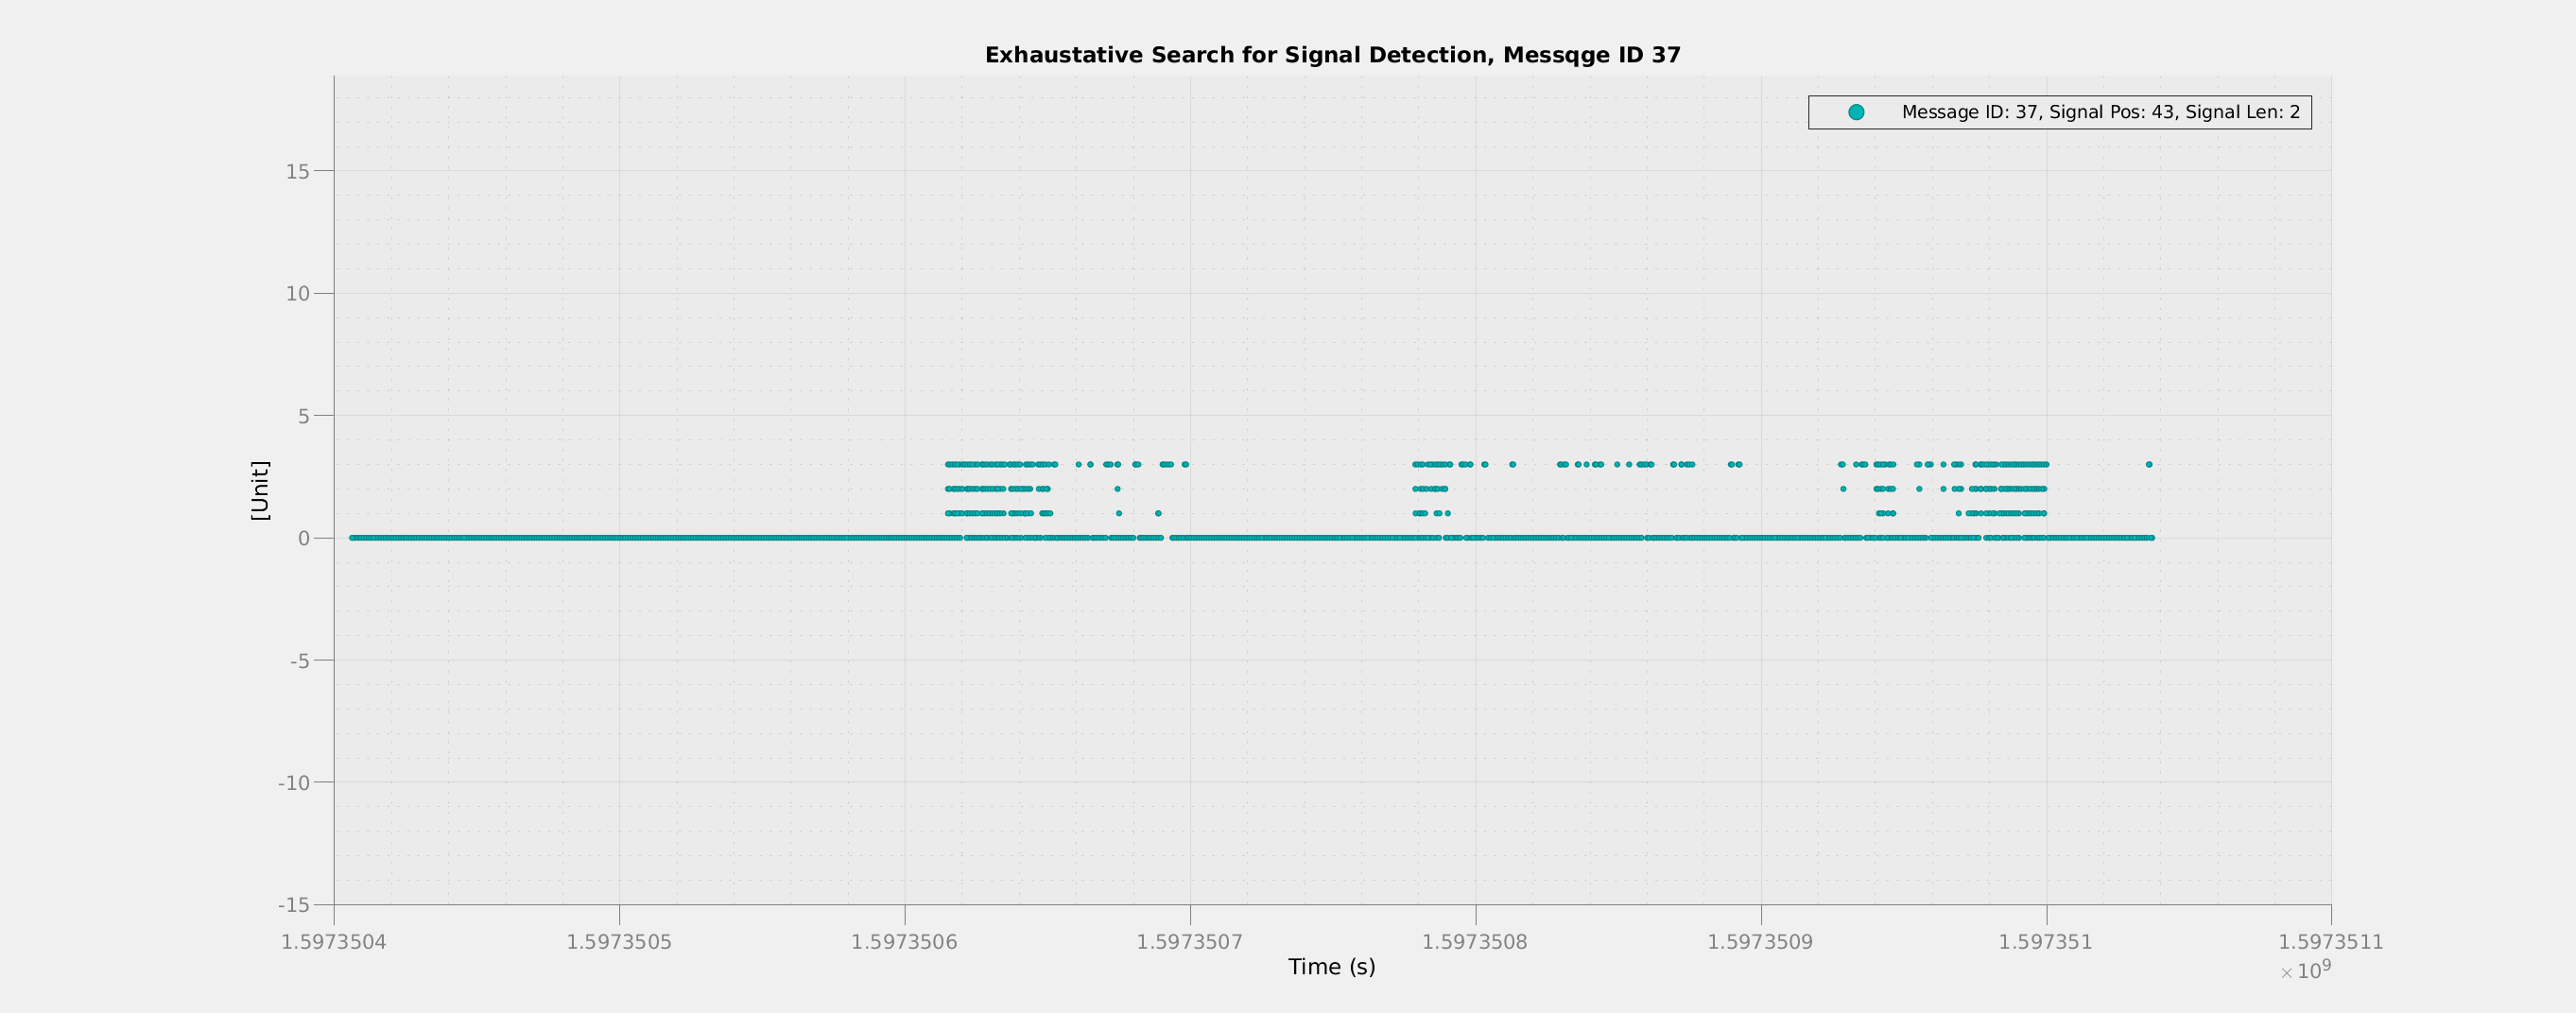 Exhaustative Search for Signal Detection, Messqge ID 37
Message ID: 37, Signal Pos: 43, Signal Len: 2
15
10
5
0
-5
-10
-15
[Unit]
1.5973504 1.5973505 1.5973506 1.5973507 1.5973508 1.5973509 1.597351 1.5973511
Time (s)
× 10⁹